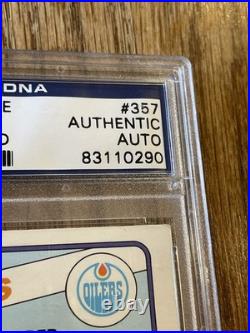 DNA
E #357
AUTHENTIC
D AUTO
83110290
OILERS
S